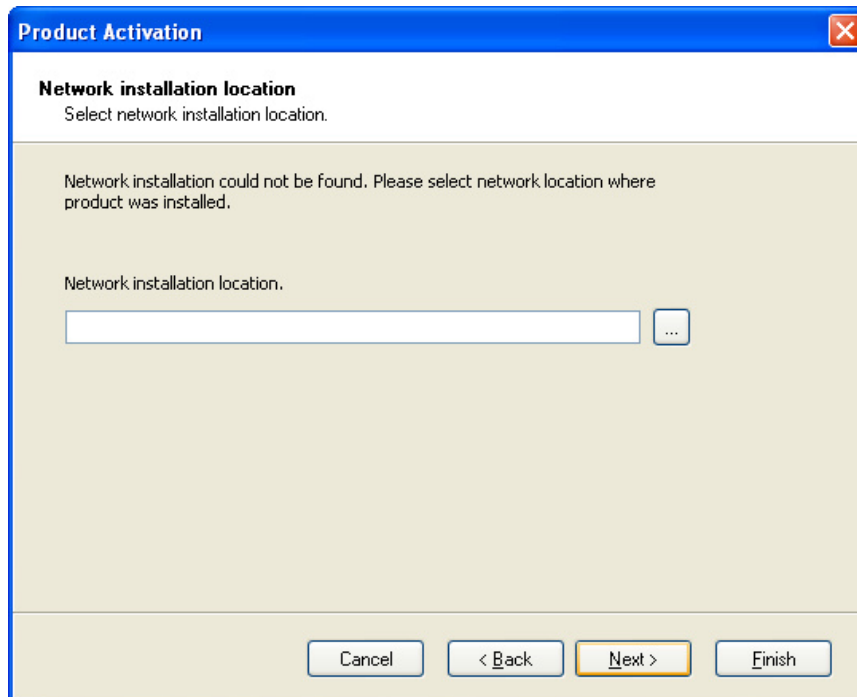 Product Activation
Network installation location
Select network installation location.
Network installation could not be found. Please select network location where
product was installed.
Network installation location.
...
Cancel
< Back
Next >
Finish